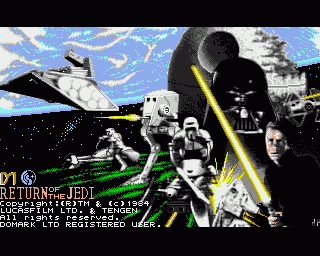 RETURN OF THE JEDI
Copyright:(R)TM & (c)1984
LUCASFILM LTD. & TENGEN
All rights reserved.
DOMARK LTD REGISTERED USER.